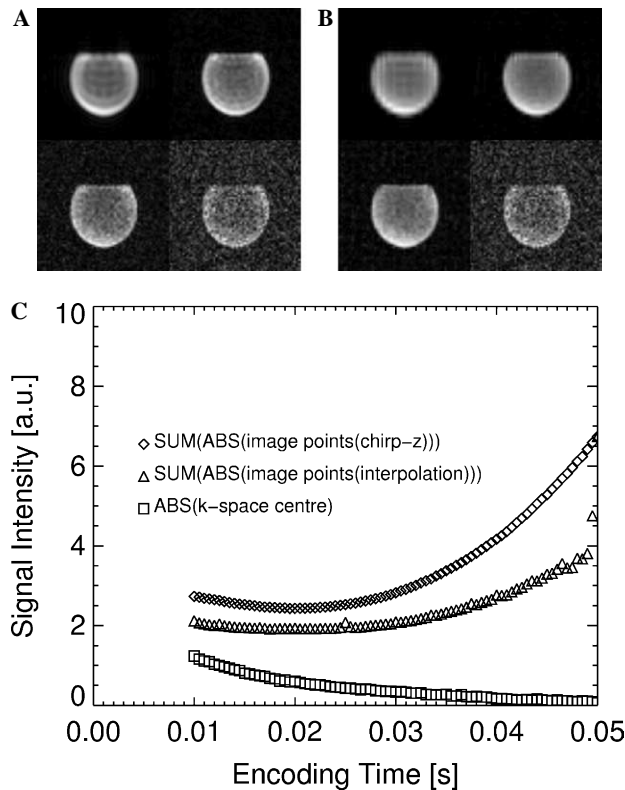 A B
C
10
8
6
4
2
0
Signal Intensity [a.u.]
SUM(ABS(image points(chirp-z)))
SUM(ABS(image points(interpolation)))
ABS(k-space centre)
0.00 0.01 0.02 0.03 0.04 0.05
Encoding Time [s]